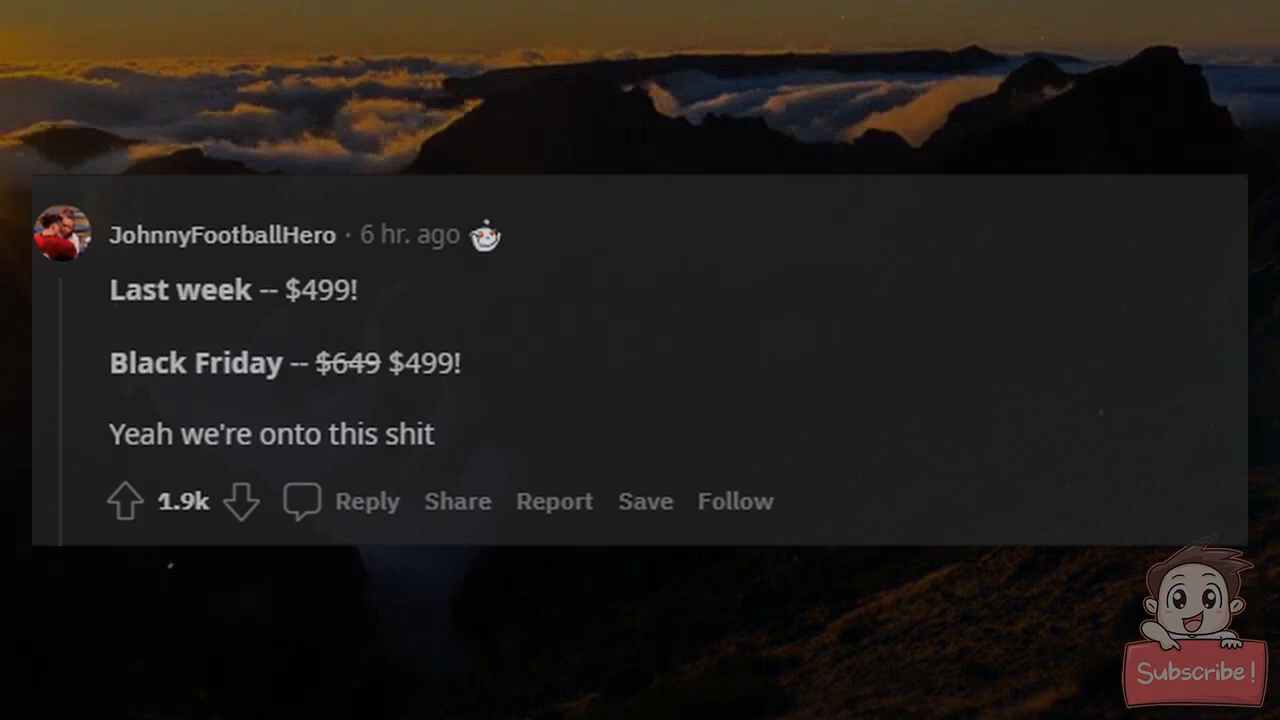 JohnnyFootballHero · 6 hr. ago
Last week -- $499!
Black Friday -- $649 $499!
Yeah we're onto this shit
1.9k Reply Share Report Save Follow
Subscribe!